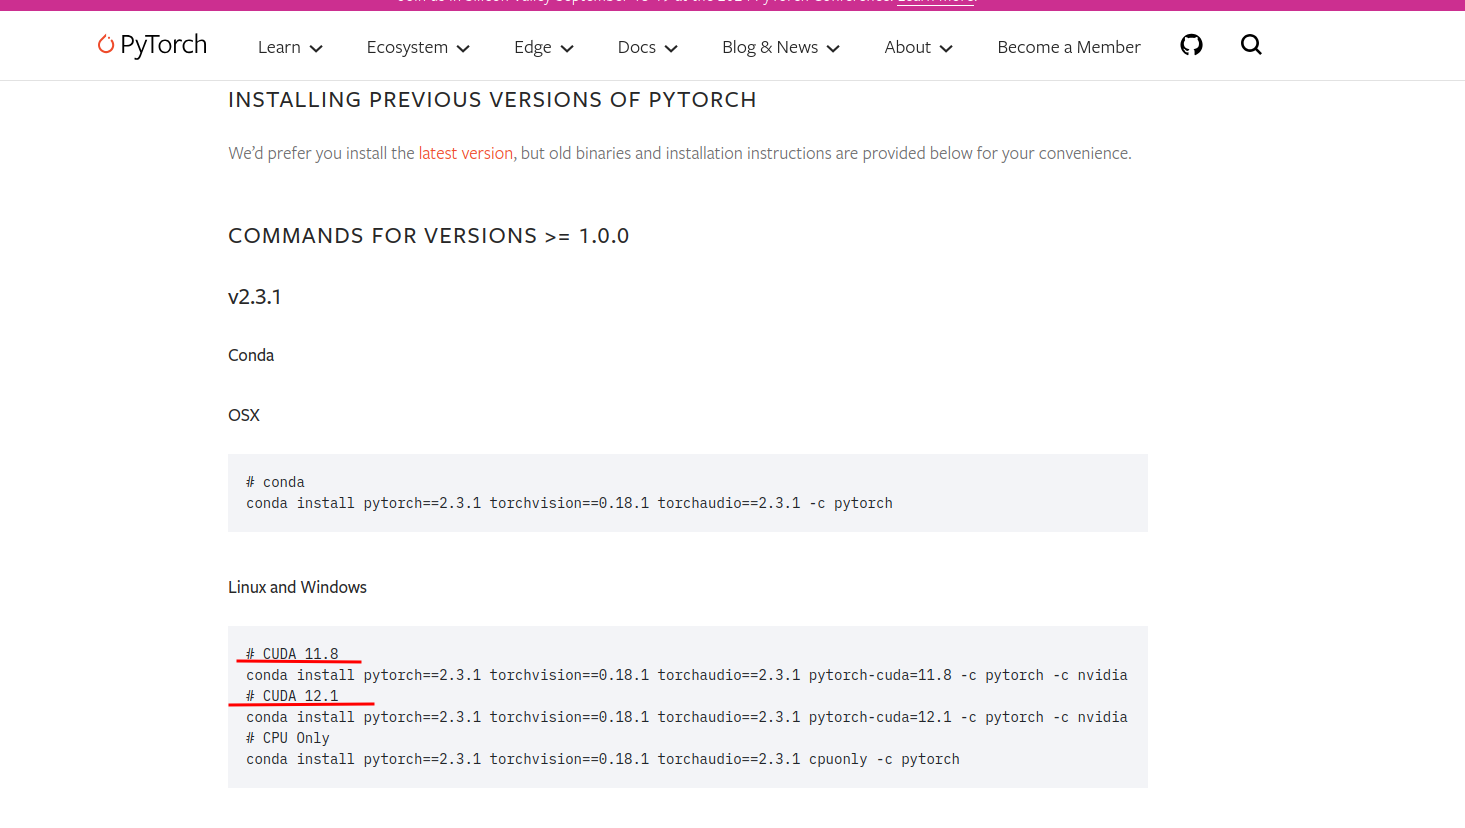 PyTorch Learn Ecosystem Edge Docs Blog & News About Become a Member
INSTALLING PREVIOUS VERSIONS OF PYTORCH
We'd prefer you install the latest version, but old binaries and installation instructions are provided below for your convenience.
COMMANDS FOR VERSIONS >= 1.0.0
v2.3.1
Conda
OSX
# conda
conda install pytorch==2.3.1 torchvision==0.18.1 torchaudio==2.3.1 -c pytorch
Linux and Windows
# CUDA 11.8
conda install pytorch==2.3.1 torchvision==0.18.1 torchaudio==2.3.1 pytorch-cuda=11.8 -c pytorch -c nvidia
# CUDA 12.1
conda install pytorch==2.3.1 torchvision==0.18.1 torchaudio==2.3.1 pytorch-cuda=12.1 -c pytorch -c nvidia
# CPU Only
conda install pytorch==2.3.1 torchvision==0.18.1 torchaudio==2.3.1 cpuonly -c pytorch